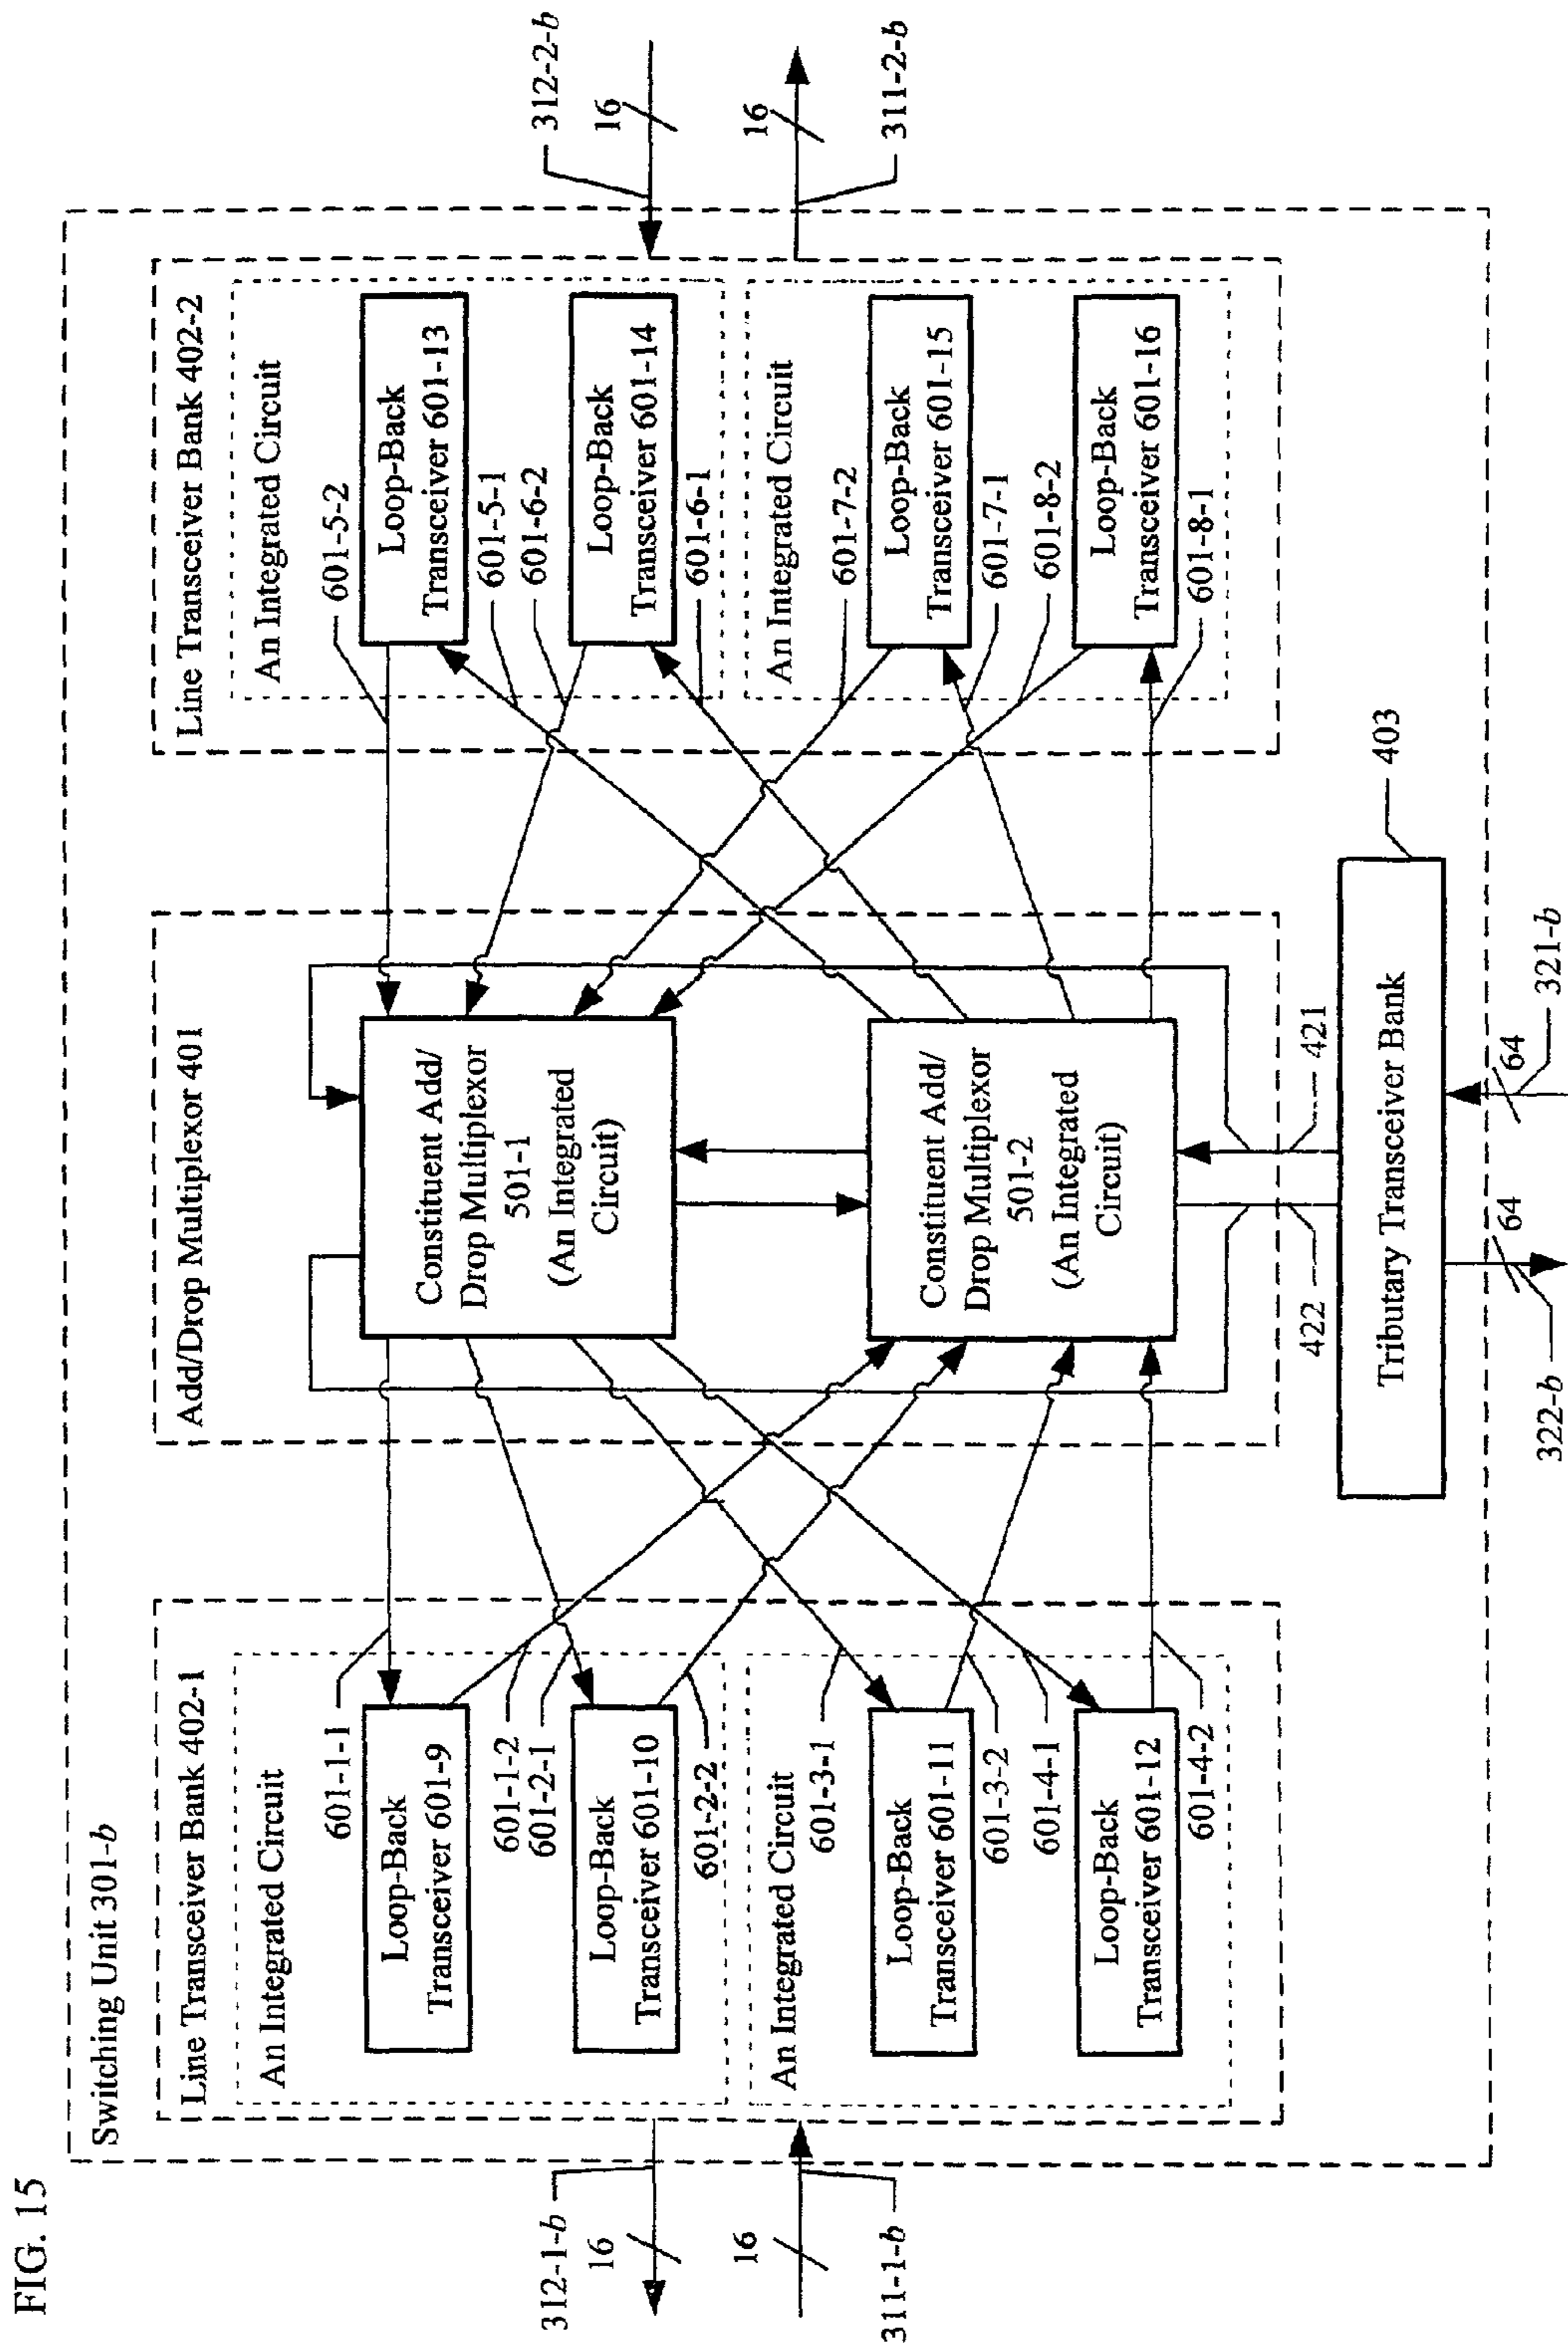 FIG. 15
Switching Unit 301-b
Line Transceiver Bank 402-1
An Integrated Circuit
601-1-1
Loop-Back
Transceiver 601-9
601-1-2
601-2-1
Loop-Back
Transceiver 601-10
601-2-2
An Integrated Circuit
601-3-1
Loop-Back
Transceiver 601-11
601-3-2
601-4-1
Loop-Back
Transceiver 601-12
601-4-2
312-1-b
16
16
311-1-b
Add/Drop Multiplexor 401
Constituent Add/
Drop Multiplexor
501-1
(An Integrated
Circuit)
Constituent Add/
Drop Multiplexor
501-2
(An Integrated
Circuit)
422
421
Tributary Transceiver Bank
403
64
64
322-b
321-b
Line Transceiver Bank 402-2
An Integrated Circuit
601-5-2
Loop-Back
Transceiver 601-13
601-5-1
601-6-2
Loop-Back
Transceiver 601-14
601-6-1
An Integrated Circuit
601-7-2
Loop-Back
Transceiver 601-15
601-7-1
601-8-2
Loop-Back
Transceiver 601-16
601-8-1
312-2-b
16
16
311-2-b